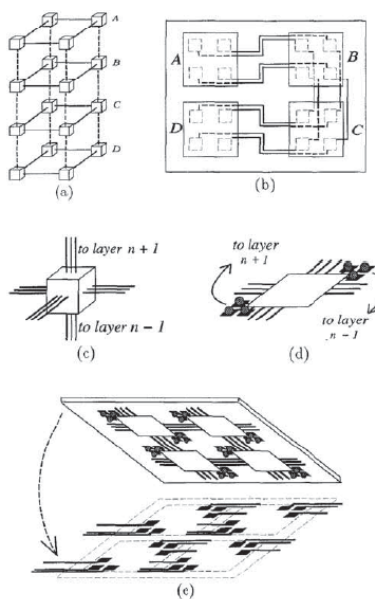 A
B
C
D
(a)
A
B
D
C
(b)
to layer n + 1
to layer n − 1
(c)
to layer
n + 1
to layer
n − 1
(d)
(e)